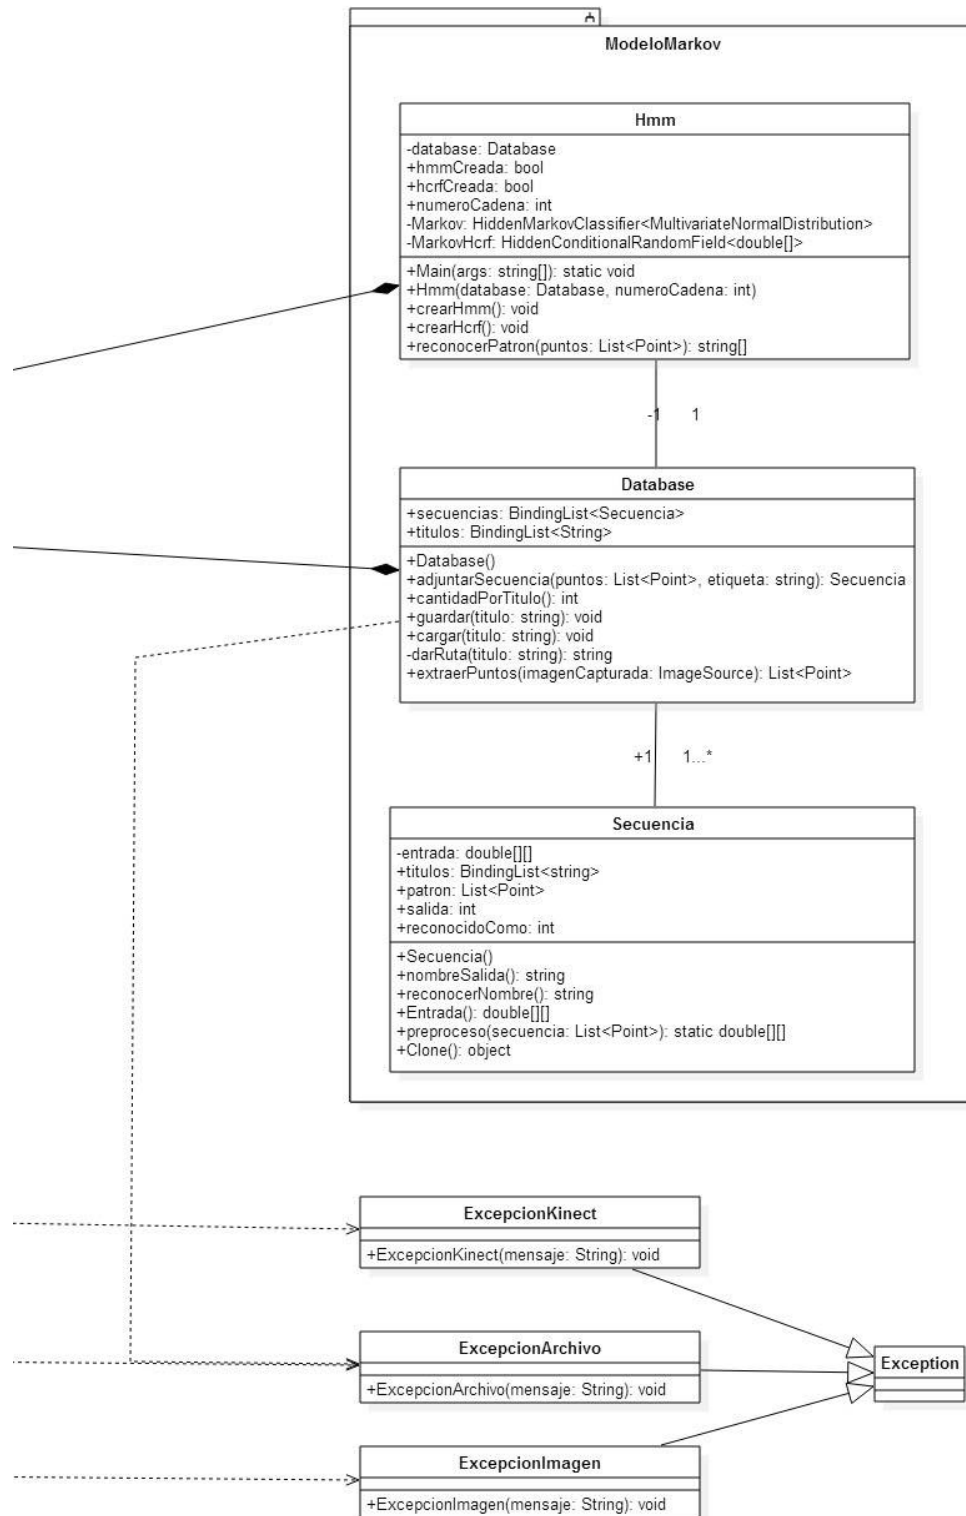 ModeloMarkov
Hmm
-database: Database
+hmmCreada: bool
+hcrfCreada: bool
+numeroCadena: int
-Markov: HiddenMarkovClassifier<MultivariateNormalDistribution>
-MarkovHcrf: HiddenConditionalRandomField<double[]>
+Main(args: string[]): static void
+Hmm(database: Database, numeroCadena: int)
+crearHmm(): void
+crearHcrf(): void
+reconocerPatron(puntos: List<Point>): string[]
-1 1
Database
+secuencias: BindingList<Secuencia>
+titulos: BindingList<String>
+Database()
+adjuntarSecuencia(puntos: List<Point>, etiqueta: string): Secuencia
+cantidadPorTitulo(): int
+guardar(titulo: string): void
+cargar(titulo: string): void
-darRuta(titulo: string): string
+extraerPuntos(imagenCapturada: ImageSource): List<Point>
+1 1...*
Secuencia
-entrada: double[][]
+titulos: BindingList<string>
+patron: List<Point>
+salida: int
+reconocidoComo: int
+Secuencia()
+nombreSalida(): string
+reconocerNombre(): string
+Entrada(): double[][]
+preproceso(secuencia: List<Point>): static double[][]
+Clone(): object
ExcepcionKinect
+ExcepcionKinect(mensaje: String): void
ExcepcionArchivo
+ExcepcionArchivo(mensaje: String): void
Exception
ExcepcionImagen
+ExcepcionImagen(mensaje: String): void